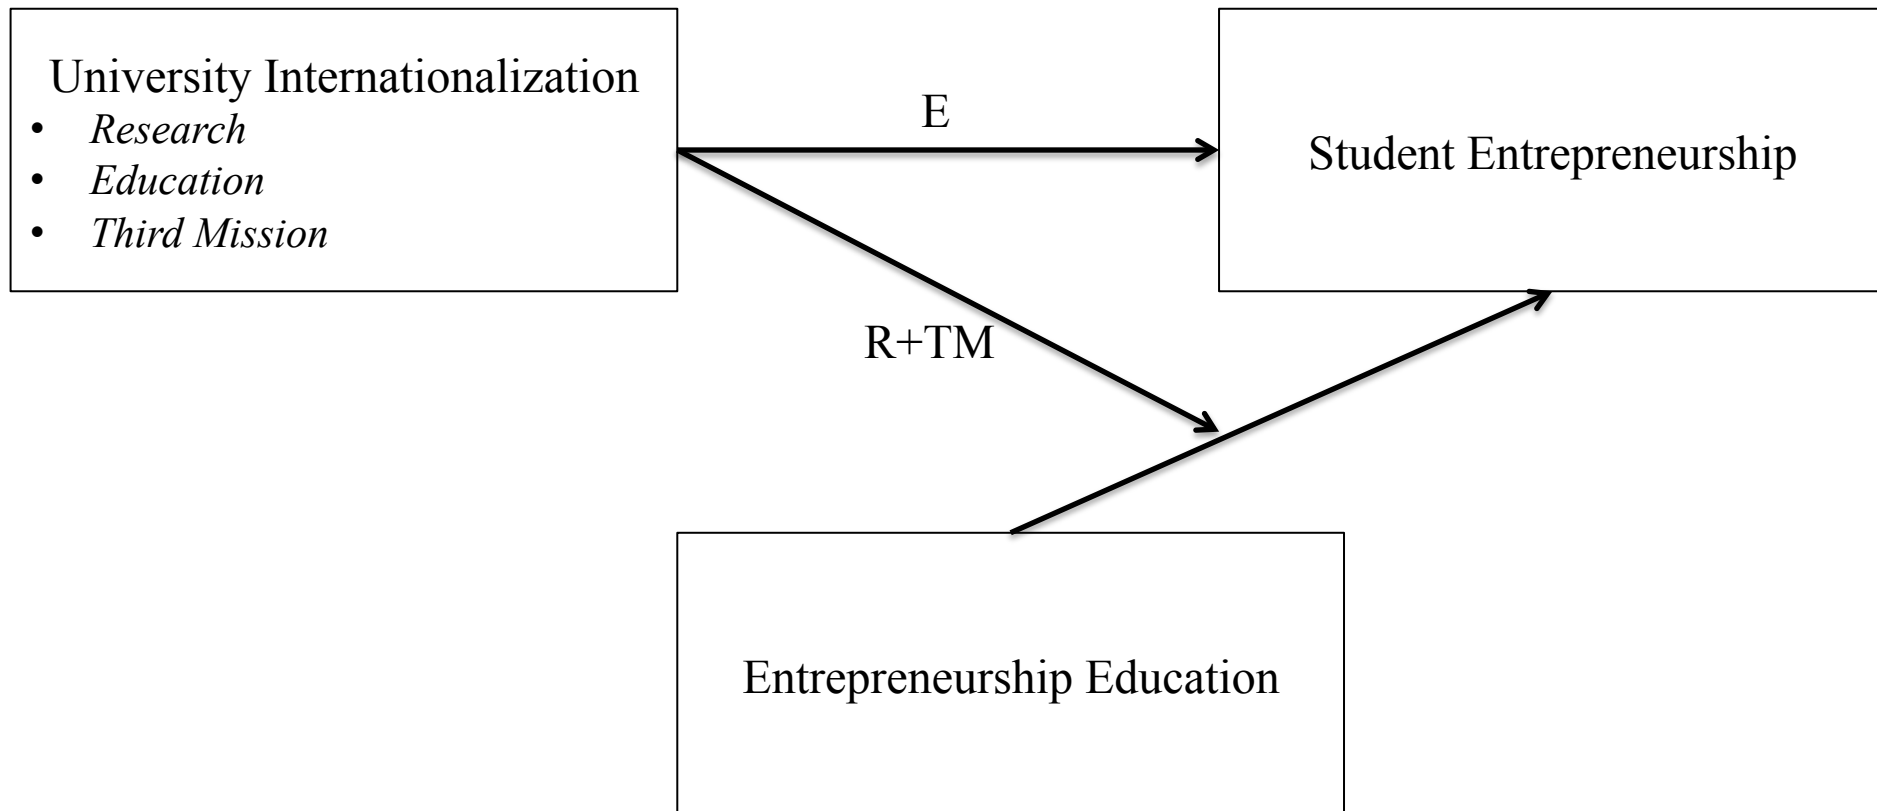 University Internationalization
• Research
• Education
• Third Mission
E
Student Entrepreneurship
R+TM
Entrepreneurship Education